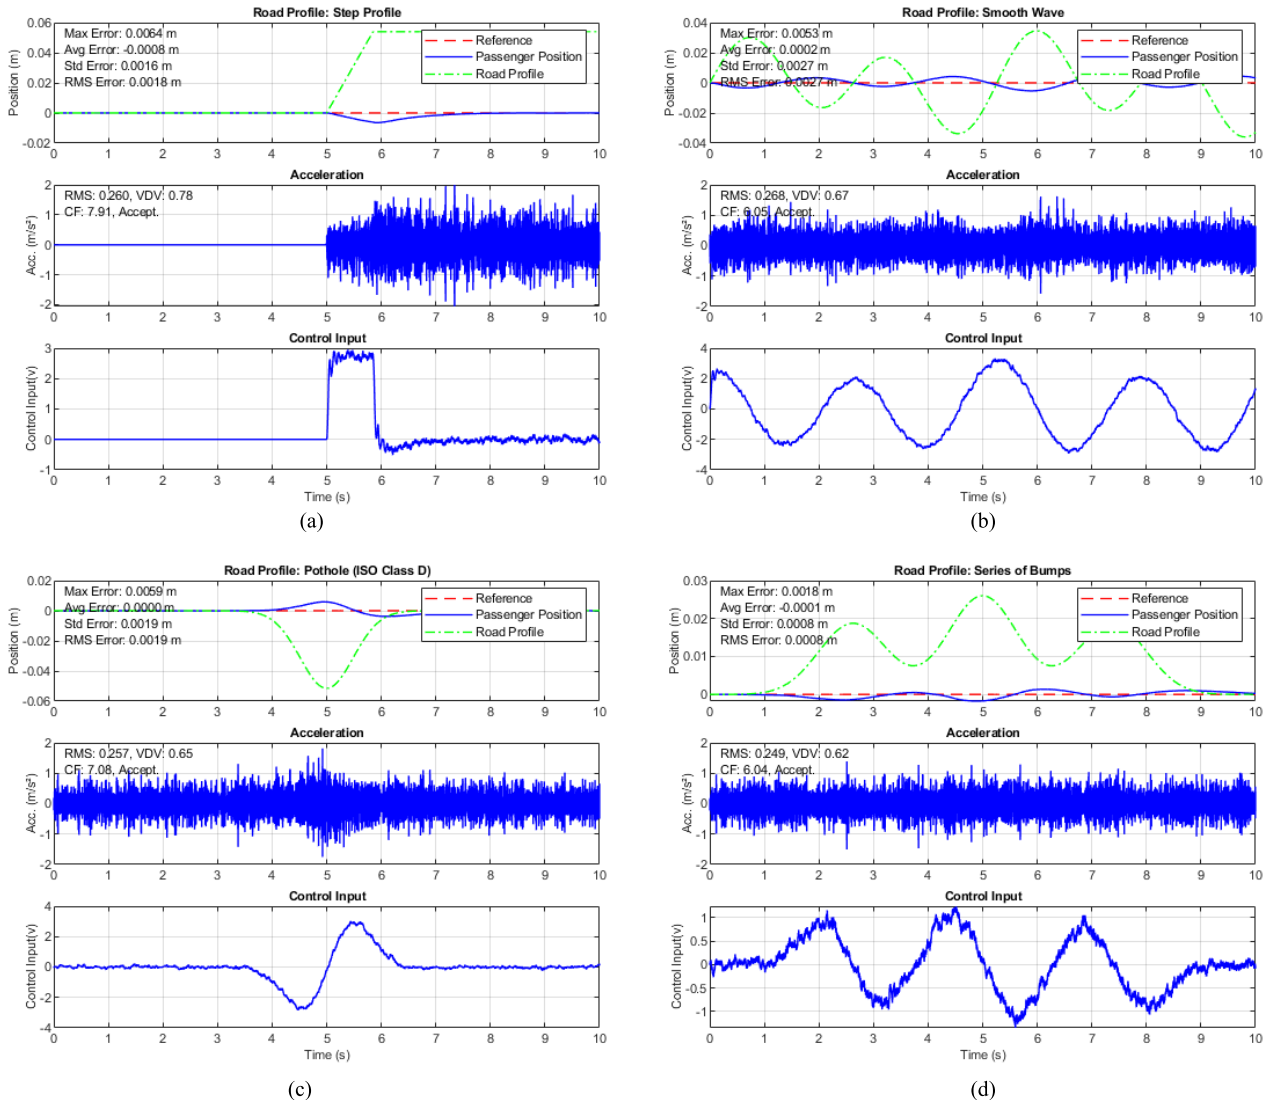 Road Profile: Step Profile
Position (m)
0.06
0.04
0.02
0
-0.02
Max Error: 0.0064 m
Avg Error: -0.0008 m
Std Error: 0.0016 m
RMS Error: 0.0018 m
Reference
Passenger Position
Road Profile
0 1 2 3 4 5 6 7 8 9 10
Acceleration
Acc. (m/s²)
2
1
0
-1
-2
RMS: 0.260, VDV: 0.78
CF: 7.91, Accept.
0 1 2 3 4 5 6 7 8 9 10
Control Input
Control Input(v)
3
2
1
0
-1
0 1 2 3 4 5 6 7 8 9 10
Time (s)
(a)
Road Profile: Smooth Wave
Position (m)
0.04
0.02
0
-0.02
-0.04
Max Error: 0.0053 m
Avg Error: 0.0002 m
Std Error: 0.0027 m
RMS Error: 0.0027 m
Reference
Passenger Position
Road Profile
0 1 2 3 4 5 6 7 8 9 10
Acceleration
Acc. (m/s²)
2
1
0
-1
-2
RMS: 0.268, VDV: 0.67
CF: 6.05, Accept.
0 1 2 3 4 5 6 7 8 9 10
Control Input
Control Input(v)
4
2
0
-2
-4
0 1 2 3 4 5 6 7 8 9 10
Time (s)
(b)
Road Profile: Pothole (ISO Class D)
Position (m)
0.02
0
-0.02
-0.04
-0.06
Max Error: 0.0059 m
Avg Error: 0.0000 m
Std Error: 0.0019 m
RMS Error: 0.0019 m
Reference
Passenger Position
Road Profile
0 1 2 3 4 5 6 7 8 9 10
Acceleration
Acc. (m/s²)
2
1
0
-1
-2
RMS: 0.257, VDV: 0.65
CF: 7.08, Accept.
0 1 2 3 4 5 6 7 8 9 10
Control Input
Control Input(v)
4
2
0
-2
-4
0 1 2 3 4 5 6 7 8 9 10
Time (s)
(c)
Road Profile: Series of Bumps
Position (m)
0.03
0.02
0.01
0
Max Error: 0.0018 m
Avg Error: -0.0001 m
Std Error: 0.0008 m
RMS Error: 0.0008 m
Reference
Passenger Position
Road Profile
0 1 2 3 4 5 6 7 8 9 10
Acceleration
Acc. (m/s²)
2
1
0
-1
-2
RMS: 0.249, VDV: 0.62
CF: 6.04, Accept.
0 1 2 3 4 5 6 7 8 9 10
Control Input
Control Input(v)
1
0.5
0
-0.5
-1
0 1 2 3 4 5 6 7 8 9 10
Time (s)
(d)